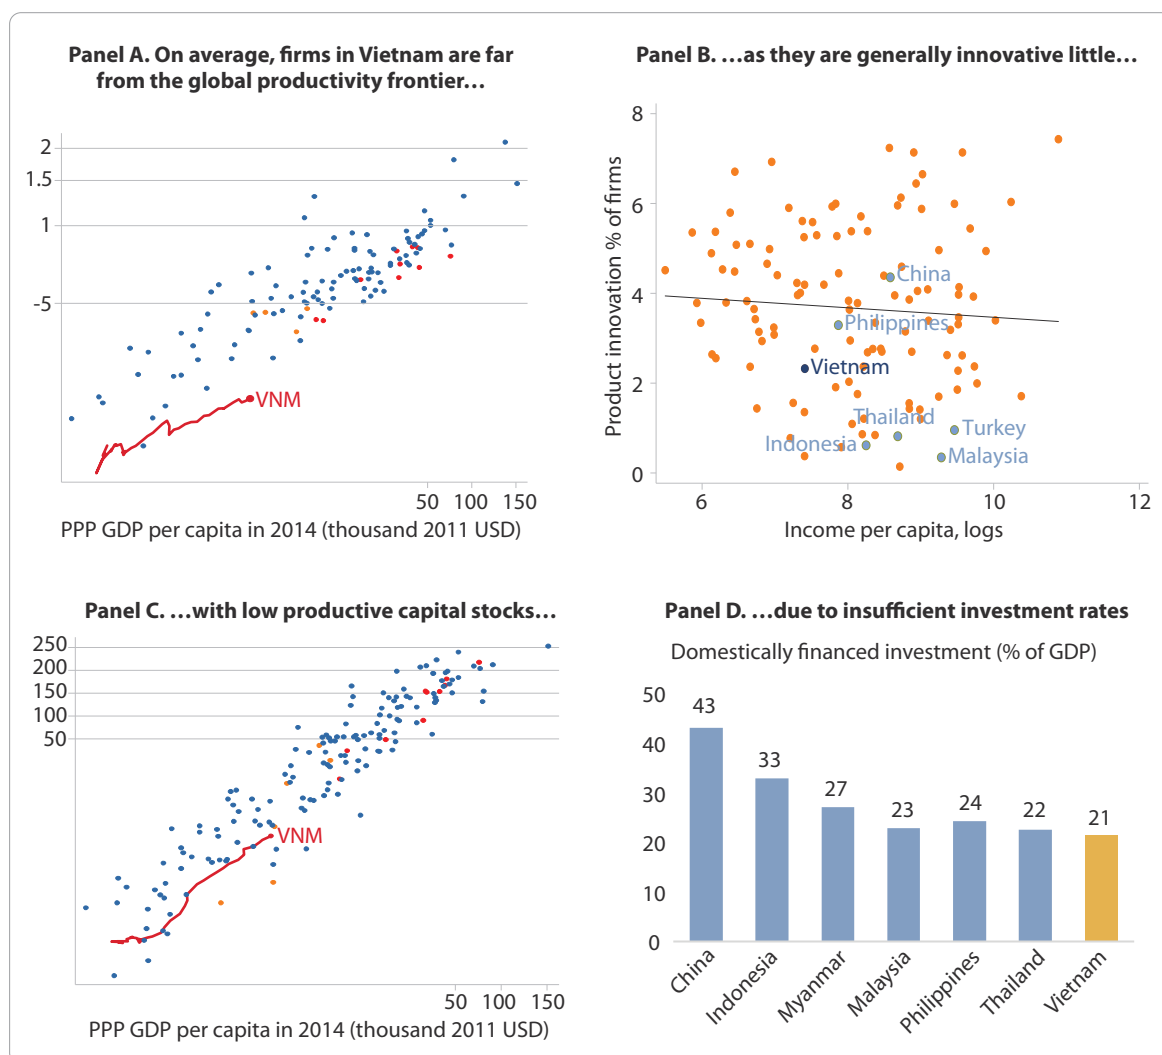 Panel A. On average, firms in Vietnam are far
from the global productivity frontier…
2
1.5
1
-5
VNM
50 100 150
PPP GDP per capita in 2014 (thousand 2011 USD)
Panel B. …as they are generally innovative little…
Product innovation % of firms
8
6
4
2
0
China
Philippines
Vietnam
Thailand
Indonesia
Turkey
Malaysia
6 8 10 12
Income per capita, logs
Panel C. …with low productive capital stocks…
250
200
150
100
50
VNM
50 100 150
PPP GDP per capita in 2014 (thousand 2011 USD)
Panel D. …due to insufficient investment rates
Domestically financed investment (% of GDP)
50
40
30
20
10
0
43
33
27
23
24
22
21
China
Indonesia
Myanmar
Malaysia
Philippines
Thailand
Vietnam